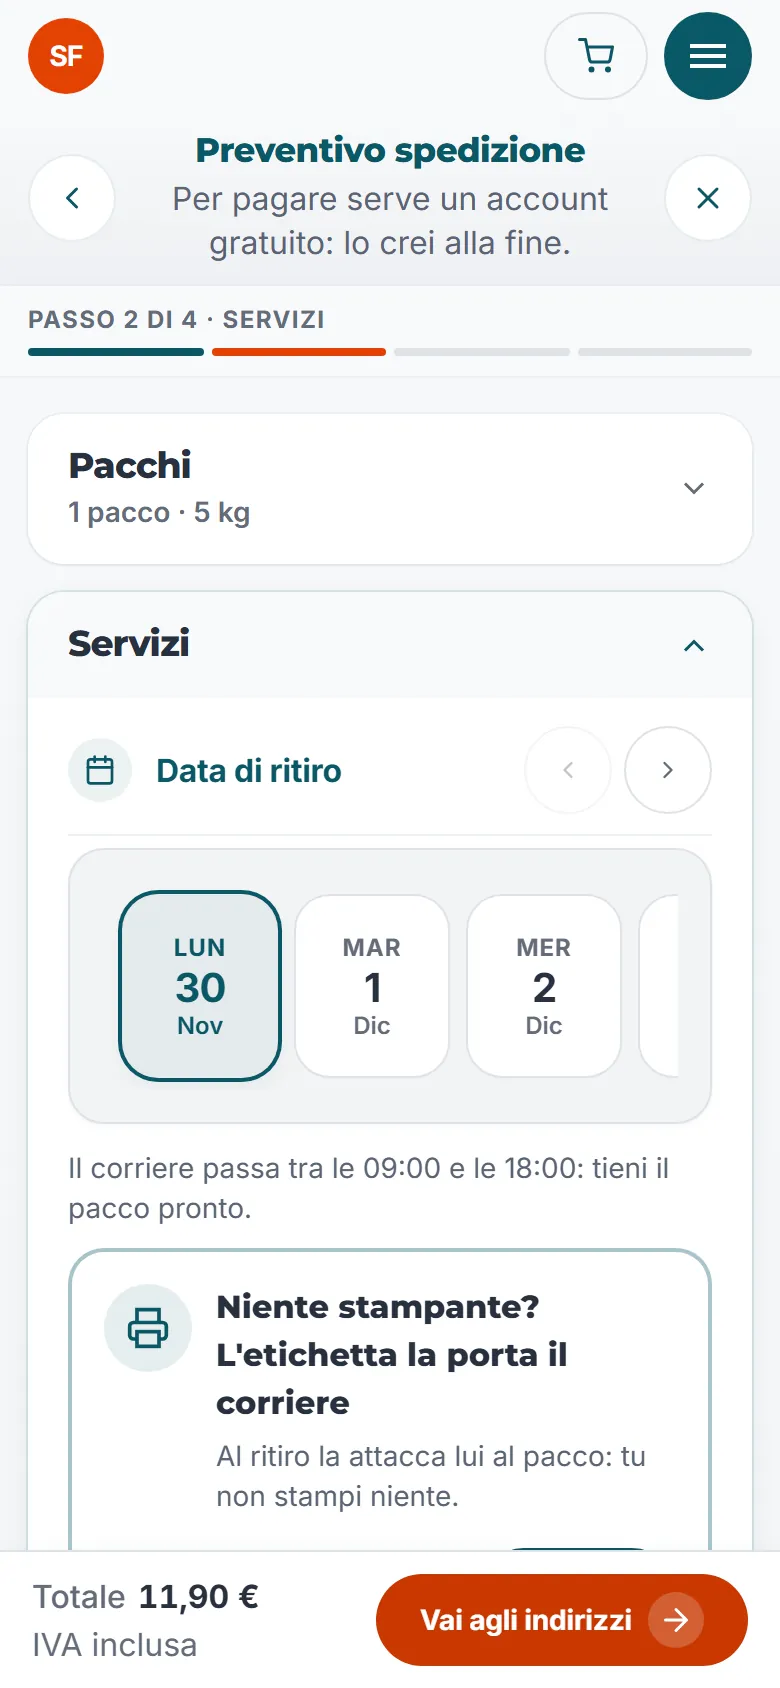 SF
Preventivo spedizione
Per pagare serve un account
gratuito: lo crei alla fine.
PASSO 2 DI 4 · SERVIZI
Pacchi
1 pacco · 5 kg
Servizi
Data di ritiro
LUN
30
Nov
MAR
1
Dic
MER
2
Dic
Il corriere passa tra le 09:00 e le 18:00: tieni il
pacco pronto.
Niente stampante?
L'etichetta la porta il
corriere
Al ritiro la attacca lui al pacco: tu
non stampi niente.
Totale 11,90 €
IVA inclusa
Vai agli indirizzi